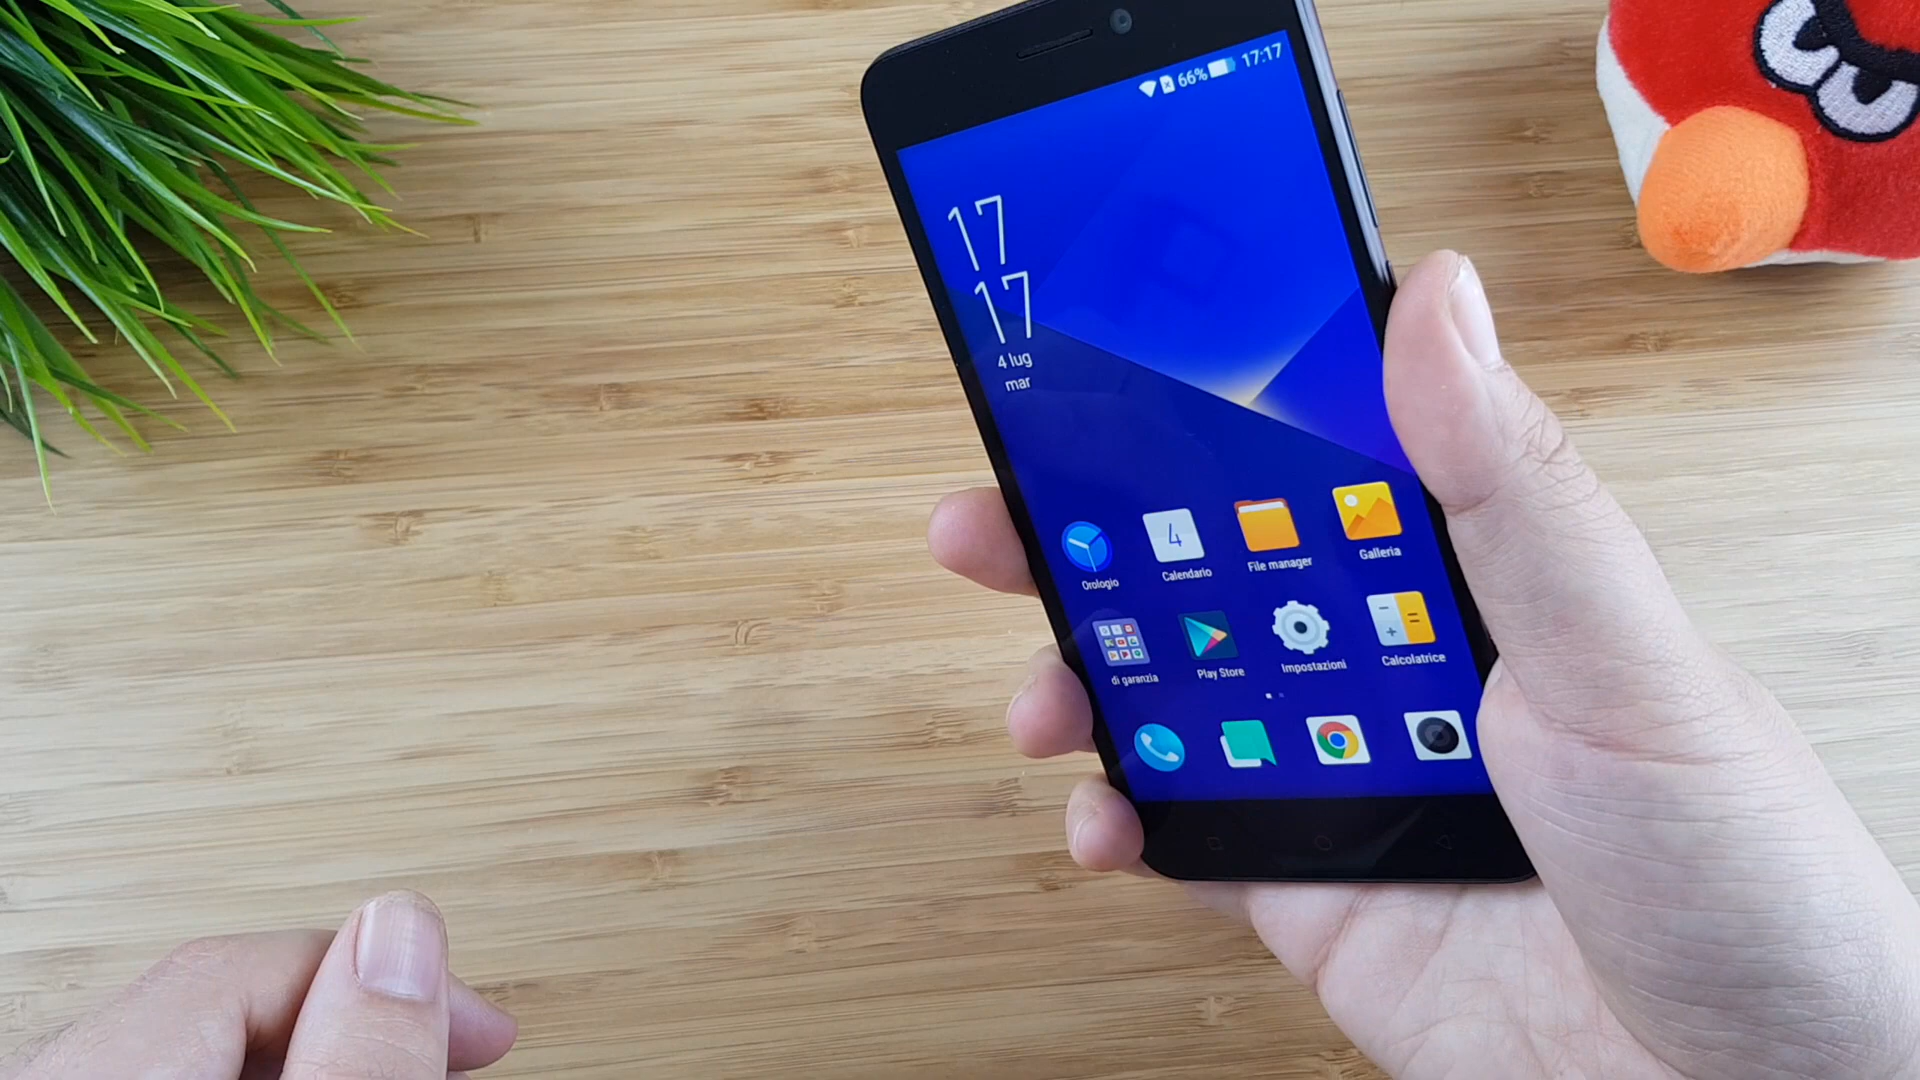 66% 17:17
17
17
4 lug
mar
4
Orologio Calendario File manager Galleria
di garanzia Play Store Impostazioni Calcolatrice